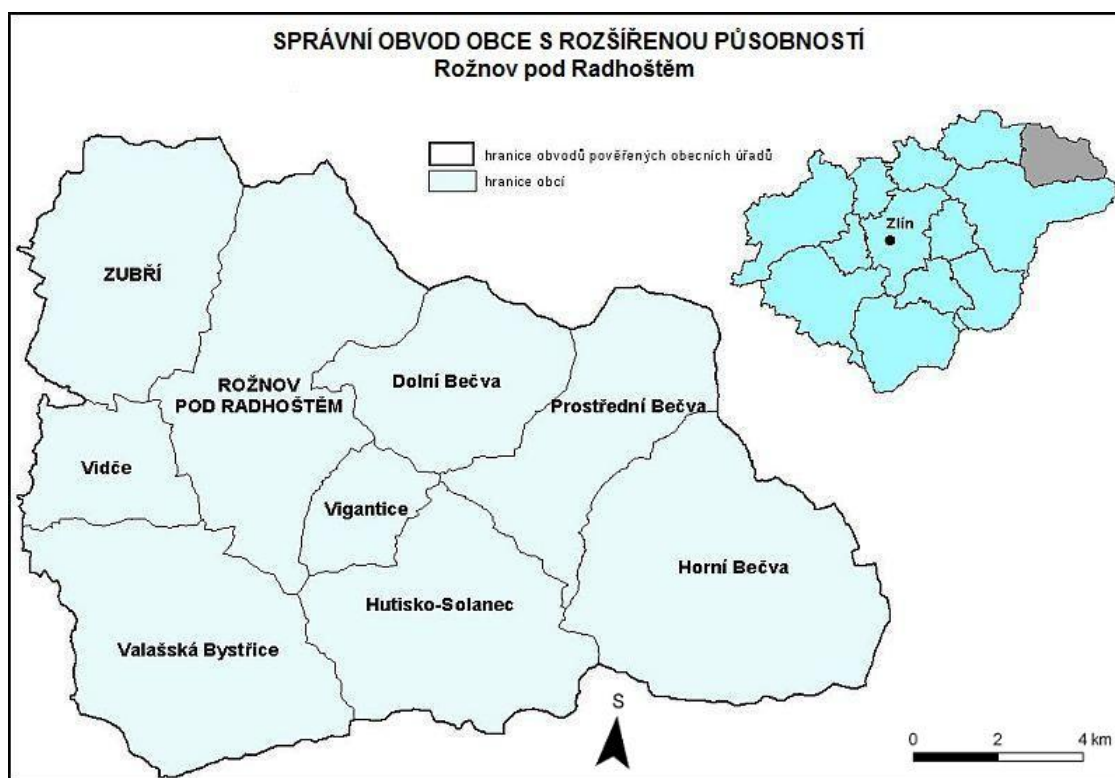 SPRÁVNÍ OBVOD OBCE S ROZŠÍŘENOU PŮSOBNOSTÍ
Rožnov pod Radhoštěm
hranice obvodů pověřených obecních úřadů
hranice obcí
Zlín
ZUBŘÍ
ROŽNOV
POD RADHOŠTĚM
Dolní Bečva
Prostřední Bečva
Vidče
Vigantice
Horní Bečva
Hutisko-Solanec
Valašská Bystřice
S
0 2 4 km